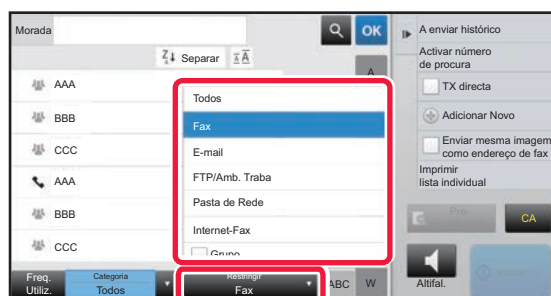 Morada
OK
Separar
A
AAA
BBB
CCC
AAA
BBB
CCC
Todos
Fax
E-mail
FTP/Amb. Traba
Pasta de Rede
Internet-Fax
Grupo
Freq.
Utiliz.
Categoria
Todos
Restringir
Fax
ABC
W
A enviar histórico
Activar número
de procura
TX directa
Adicionar Novo
Enviar mesma imagem
como endereço de fax
Imprimir
lista individual
CA
Altifal.